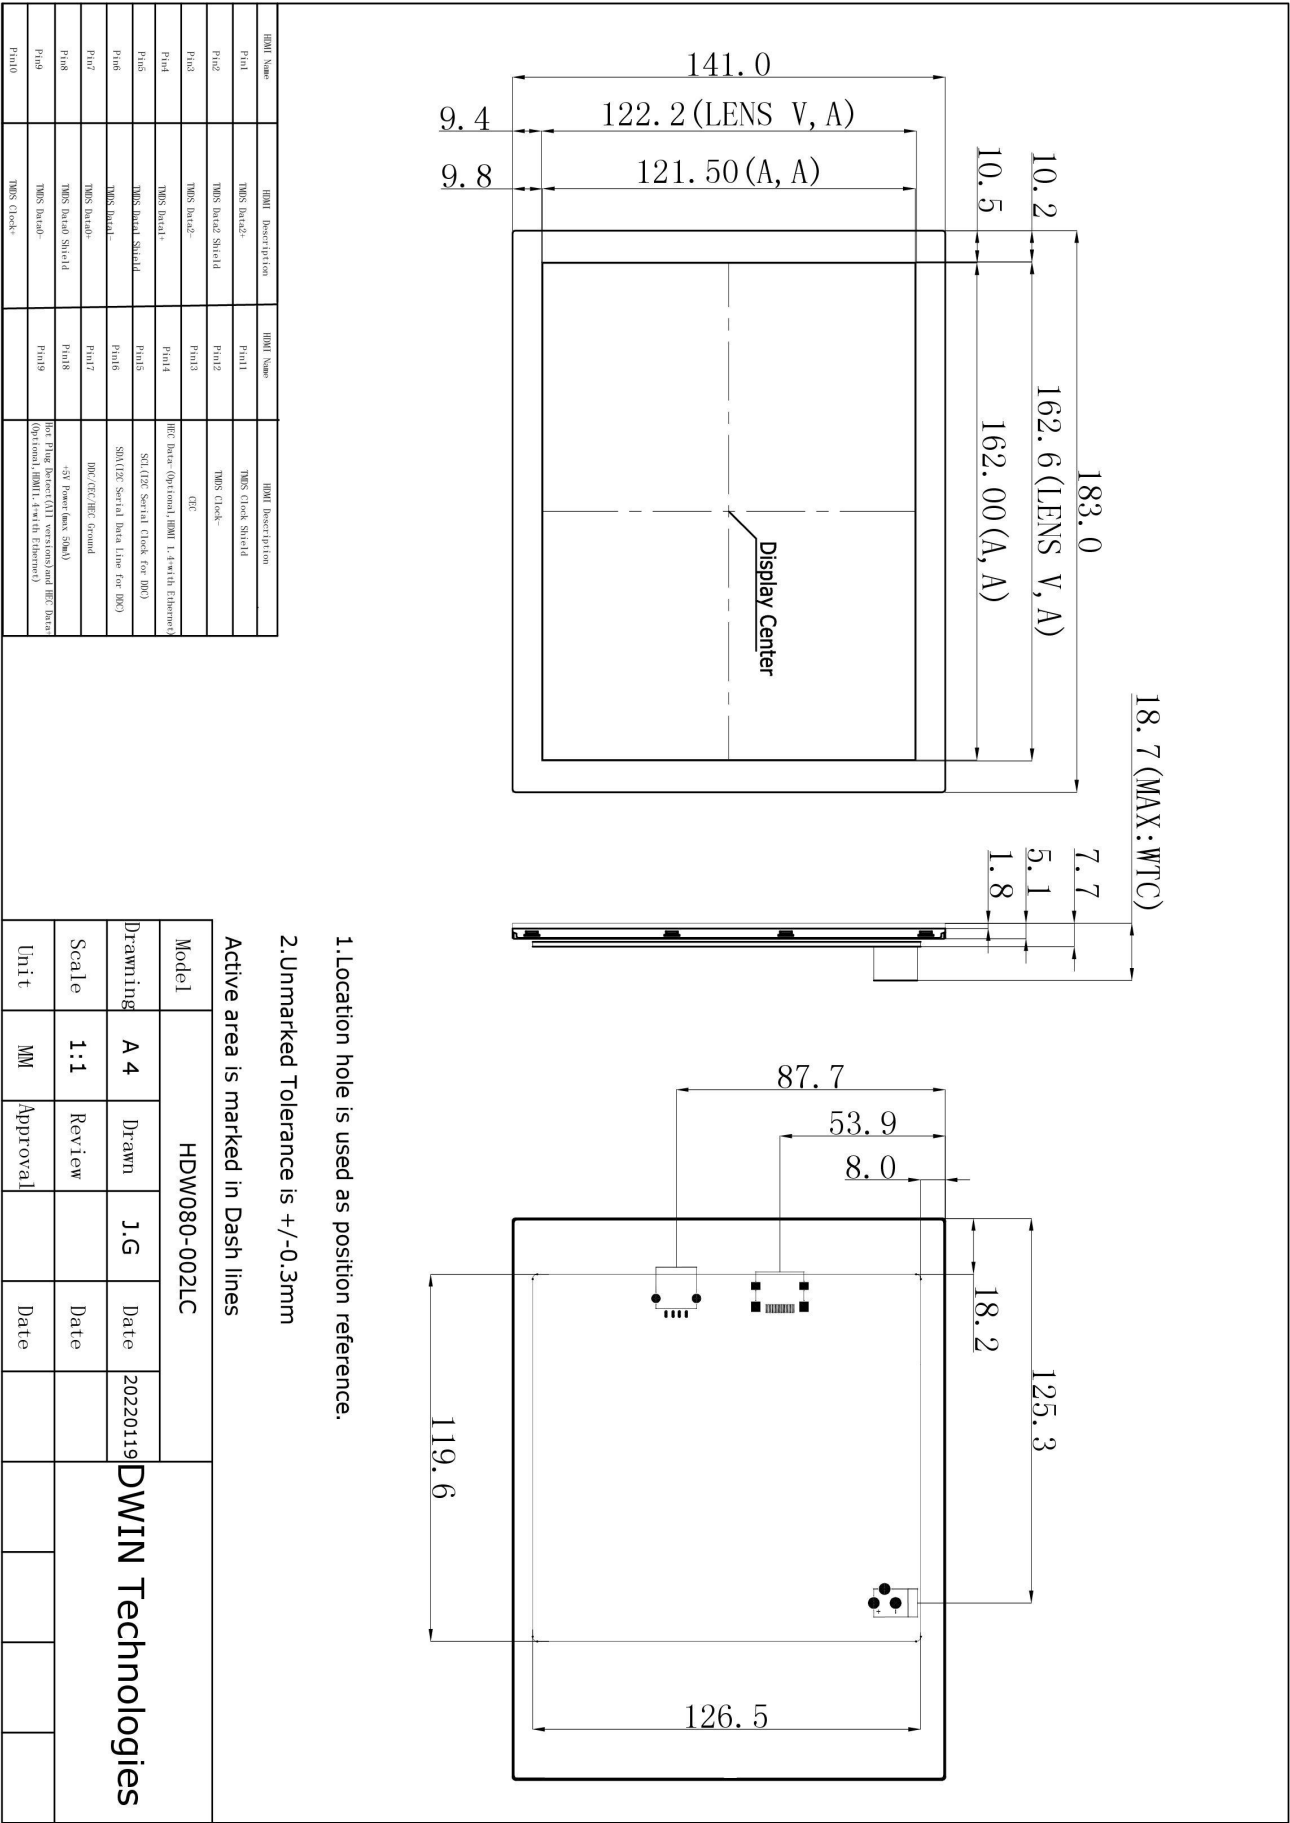 141.0
122.2(LENS V,A)
9.4
121.50(A,A)
9.8
10.2
10.5
183.0
162.6(LENS V,A)
162.00(A,A)
Display Center
18.7(MAX:WTC)
7.7
5.1
1.8
87.7
53.9
8.0
18.2
125.3
119.6
126.5
+
-
1.Location hole is used as position reference.
2.Unmarked Tolerance is +/-0.3mm
Active area is marked in Dash lines
HDMI Name HDMI Description HDMI Name HDMI Description
Pin1 TMDS Data2+ Pin11 TMDS Clock Shield
Pin2 TMDS Data2 Shield Pin12 TMDS Clock-
Pin3 TMDS Data2- Pin13 CEC
Pin4 TMDS Data1+ Pin14 HEC Data-(Optional,HDMI 1.4+with Ethernet)
Pin5 TMDS Data1 Shield Pin15 SCL(I2C Serial Clock for DDC)
Pin6 TMDS Data1- Pin16 SDA(I2C Serial Data Line for DDC)
Pin7 TMDS Data0+ Pin17 DDC/CEC/HEC Ground
Pin8 TMDS Data0 Shield Pin18 +5V Power(max 50mA)
Pin9 TMDS Data0- Pin19 Hot Plug Detect(All versions)and HEC Data+
(Optional,HDMI1.4+with Ethernet)
Pin10 TMDS Clock+
Model HDW080-002LC
Drawning A 4 Drawn J.G Date 20220119
Scale 1:1 Review Date
Unit MM Approval Date
DWIN Technologies